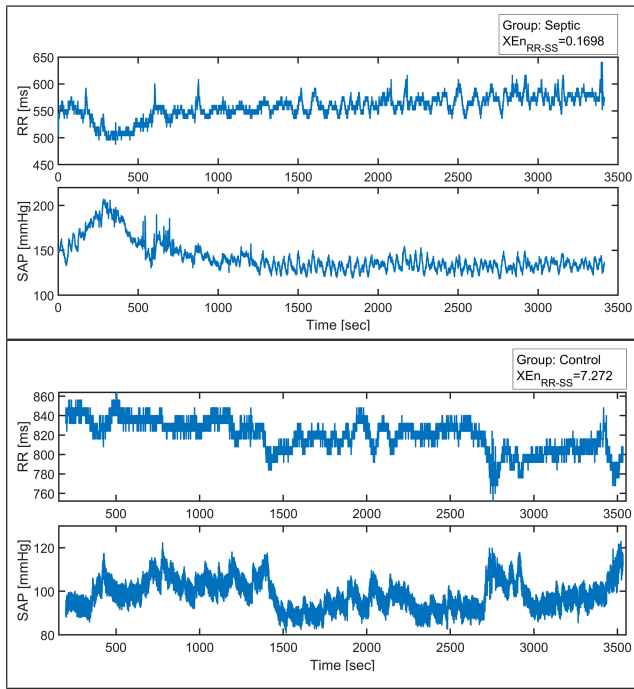 Group: Septic
XEnRR-SS=0.1698
650
600
550
500
450
RR [ms]
0 500 1000 1500 2000 2500 3000 3500
200
150
100
SAP [mmHg]
0 500 1000 1500 2000 2500 3000 3500
Time [sec]
Group: Control
XEnRR-SS=7.272
860
840
820
800
780
760
RR [ms]
500 1000 1500 2000 2500 3000 3500
120
100
80
SAP [mmHg]
500 1000 1500 2000 2500 3000 3500
Time [sec]